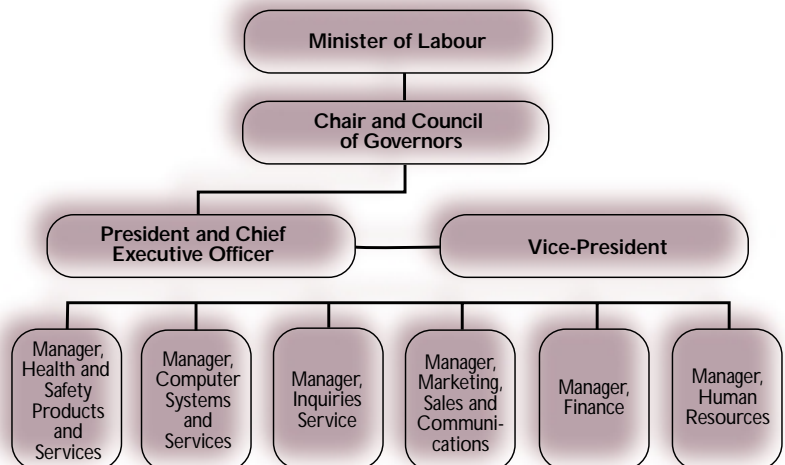 Minister of Labour
Chair and Council
of Governors
President and Chief
Executive Officer
Vice-President
Manager,
Health and
Safety
Products
and
Services
Manager,
Computer
Systems
and
Services
Manager,
Inquiries
Service
Manager,
Marketing,
Sales and
Communi-
cations
Manager,
Finance
Manager,
Human
Resources